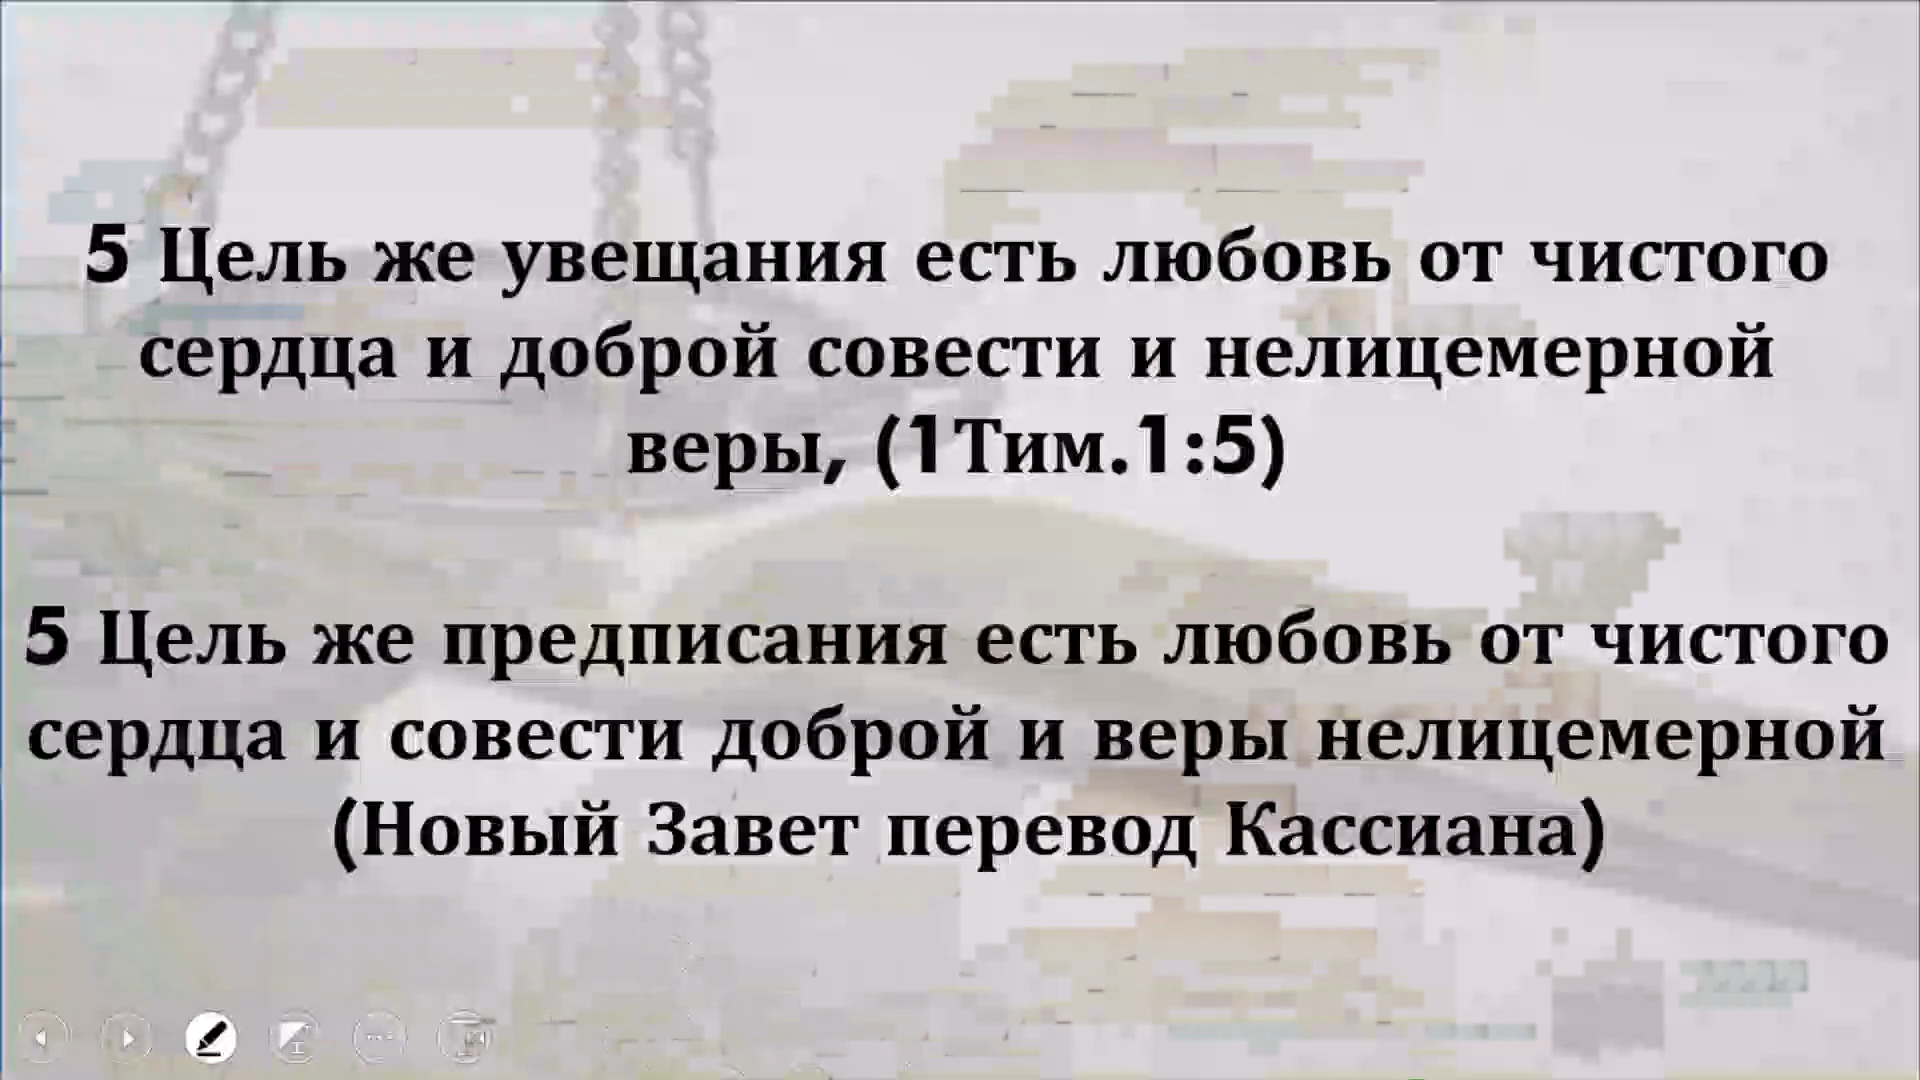 5 Цель же увещания есть любовь от чистого
сердца и доброй совести и нелицемерной
веры, (1Тим.1:5)
5 Цель же предписания есть любовь от чистого
сердца и совести доброй и веры нелицемерной
(Новый Завет перевод Кассиана)